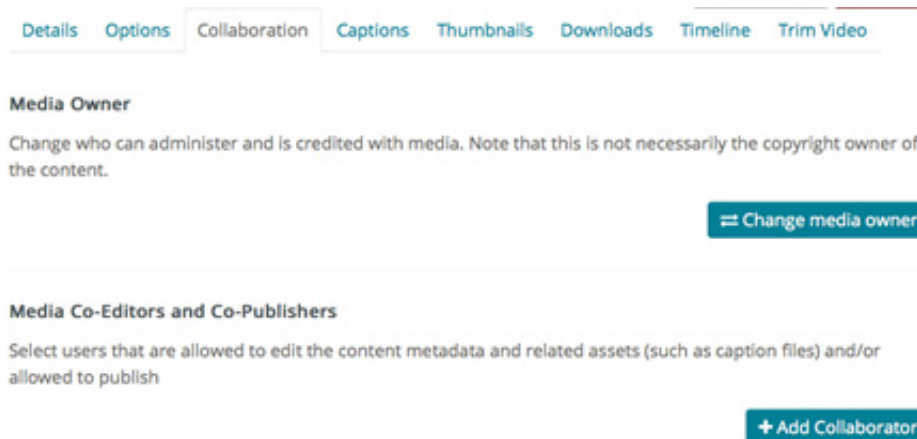 Details Options Collaboration Captions Thumbnails Downloads Timeline Trim Video
Media Owner
Change who can administer and is credited with media. Note that this is not necessarily the copyright owner of
the content.
Change media owner
Media Co-Editors and Co-Publishers
Select users that are allowed to edit the content metadata and related assets (such as caption files) and/or
allowed to publish
+ Add Collaborator